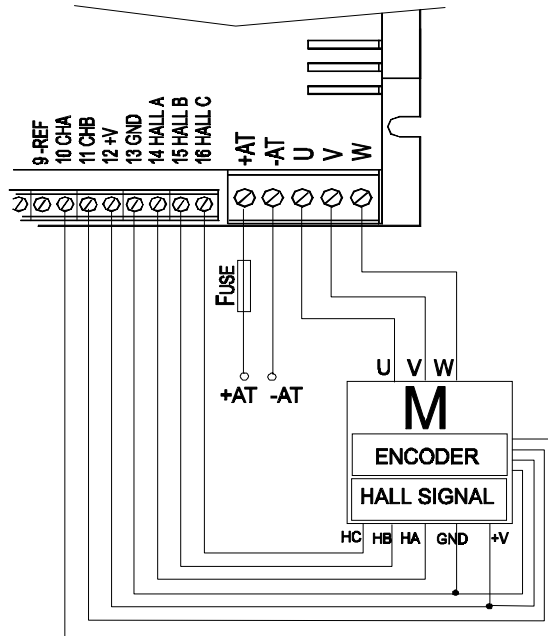 9 -REF
10 CHA
11 CHB
12 +V
13 GND
14 HALL A
15 HALL B
16 HALL C
+AT
-AT
U
V
W
FUSE
+AT -AT
U V W
M
ENCODER
HALL SIGNAL
HC HB HA GND +V